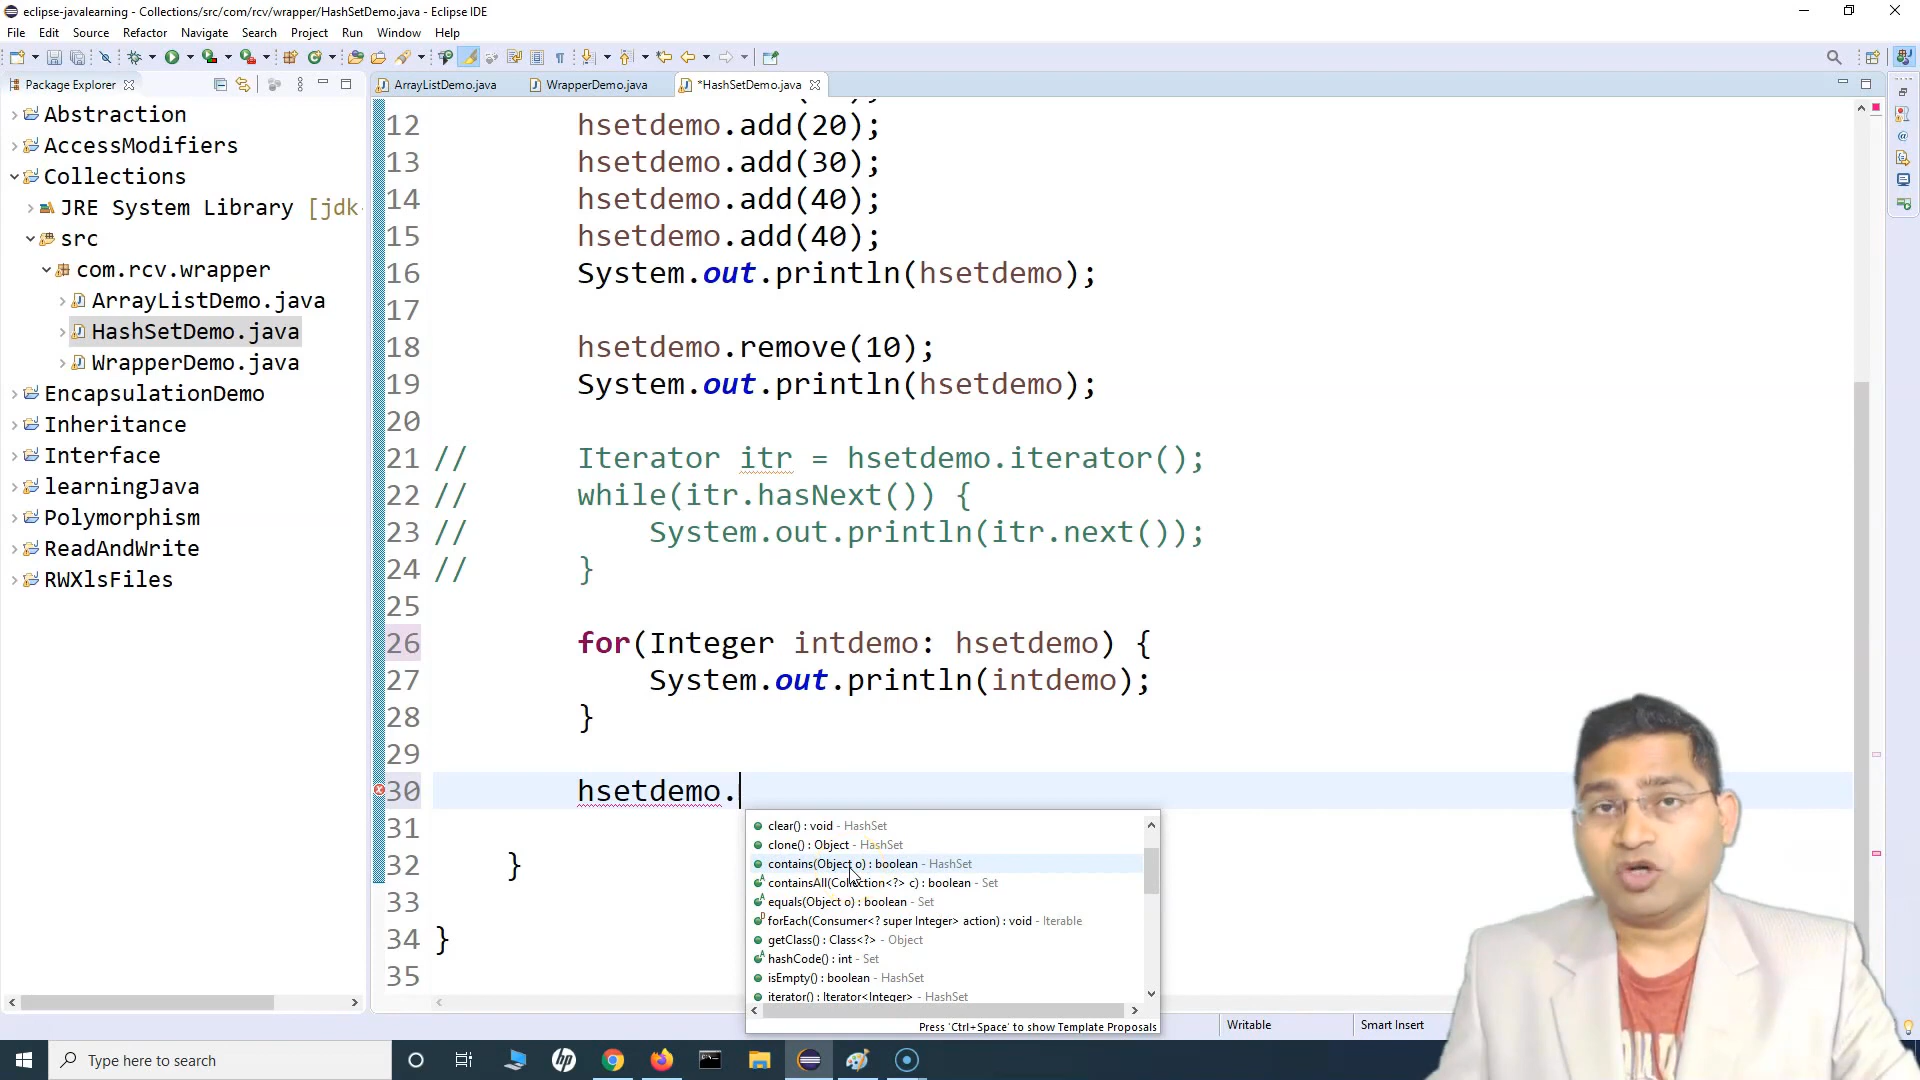 eclipse-javalearning - Collections/src/com/rcv/wrapper/HashSetDemo.java - Eclipse IDE
File Edit Source Refactor Navigate Search Project Run Window Help
Package Explorer
ArrayListDemo.java WrapperDemo.java *HashSetDemo.java
Abstraction
AccessModifiers
Collections
JRE System Library [jdk-
src
com.rcv.wrapper
ArrayListDemo.java
HashSetDemo.java
WrapperDemo.java
EncapsulationDemo
Inheritance
Interface
learningJava
Polymorphism
ReadAndWrite
RWXlsFiles
12 hsetdemo.add(20);
13 hsetdemo.add(30);
14 hsetdemo.add(40);
15 hsetdemo.add(40);
16 System.out.println(hsetdemo);
17
18 hsetdemo.remove(10);
19 System.out.println(hsetdemo);
20
21 // Iterator itr = hsetdemo.iterator();
22 // while(itr.hasNext()) {
23 // System.out.println(itr.next());
24 // }
25
26 for(Integer intdemo: hsetdemo) {
27 System.out.println(intdemo);
28 }
29
30 hsetdemo.
31
32 }
33
34 }
35
clear() : void - HashSet
clone() : Object - HashSet
contains(Object o) : boolean - HashSet
containsAll(Collection<?> c) : boolean - Set
equals(Object o) : boolean - Set
forEach(Consumer<? super Integer> action) : void - Iterable
getClass() : Class<?> - Object
hashCode() : int - Set
isEmpty() : boolean - HashSet
iterator() : Iterator<Integer> - HashSet
Press 'Ctrl+Space' to show Template Proposals
Writable Smart Insert
Type here to search